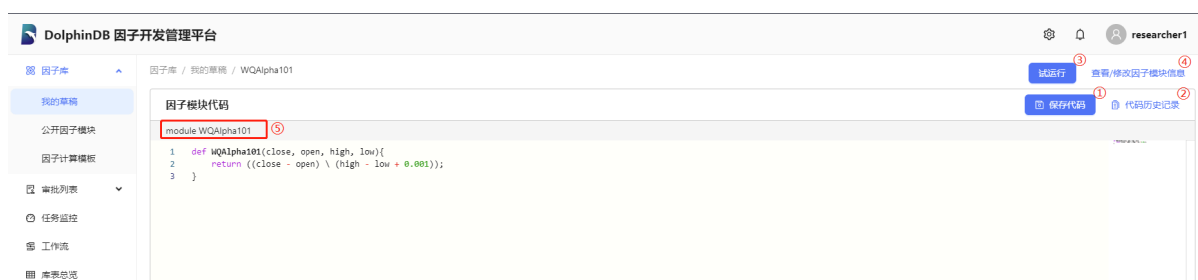 DolphinDB 因子开发管理平台
researcher1
因子库
因子库 / 我的草稿 / WQAlpha101
试运行
③
查看/修改因子模块信息
④
我的草稿
因子模块代码
保存代码
①
代码历史记录
②
公开因子模块
module WQAlpha101
⑤
因子计算模板
1 def WQAlpha101(close, open, high, low){
2 return ((close - open) \ (high - low + 0.001));
3 }
审批列表
任务监控
工作流
库表总览